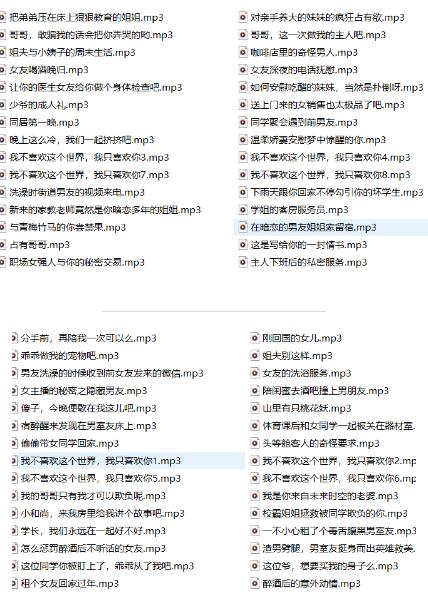 把弟弟压在床上狠狠教育的姐姐.mp3
对亲手养大的妹妹的疯狂占有欲.mp3
哥哥，敢骗我的话会把你弄哭的哟.mp3
哥哥，这一次做我的主人吧.mp3
姐夫与小姨子的周末生活.mp3
咖啡店里的奇怪男人.mp3
女友喝酒晚归.mp3
女友深夜的电话抚慰.mp3
让你的医生女友给你做个身体检查吧.mp3
如何安慰吃醋的妹妹，当然是扑倒呀.mp3
少爷的成人礼.mp3
送上门来的女销售也太极品了吧.mp3
同居第一晚.mp3
同学聚会遇到前男友.mp3
晚上这么冷，我们一起挤挤吧.mp3
温柔娇妻安慰梦中惊醒的你.mp3
我不喜欢这个世界，我只喜欢你3.mp3
我不喜欢这个世界，我只喜欢你4.mp3
我不喜欢这个世界，我只喜欢你7.mp3
我不喜欢这个世界，我只喜欢你8.mp3
洗澡时街道男友的视频来电.mp3
下雨天跟你回家不停勾引你的坏学生.mp3
新来的家教老师竟然是你暗恋多年的姐姐.mp3
学姐的客房服务员.mp3
与青梅竹马的你尝禁果.mp3
在暗恋的男友姐姐家留宿.mp3
占有哥哥.mp3
这是写给你的一封情书.mp3
职场女强人与你的秘密交易.mp3
主人下班后的私密服务.mp3
分手前，再陪我一次可以么.mp3
刚回国的女儿.mp3
乖乖做我的宠物吧.mp3
姐夫别这样.mp3
男友洗澡的时候收到前女友发来的微信.mp3
女友的洗浴服务.mp3
女主播的秘密之隐藏男友.mp3
陪闺蜜去酒吧撞上男朋友.mp3
傻子，今晚便歇在我这儿吧.mp3
山里有只桃花妖.mp3
宿醉醒来发现在男室友床上.mp3
体育课后和女同学一起被关在器材室.
偷偷带女同学回家.mp3
头等舱客人的奇怪要求.mp3
我不喜欢这个世界，我只喜欢你1.mp3
我不喜欢这个世界，我只喜欢你2.mp
我不喜欢这个世界，我只喜欢你5.mp3
我不喜欢这个世界，我只喜欢你6.mp
我的哥哥只有我才可以欺负呢.mp3
我是你来自未来时空的老婆.mp3
小和尚，来我房里给我讲个故事吧.mp3
校霸姐姐拯救被同学欺负的你.mp3
学长，我们永远在一起好不好.mp3
一不小心租了个毒舌腹黑男室友.mp3
怎么惩罚醉酒后不听话的女友.mp3
渣男劈腿，男室友挺身而出英雄救美.
这位同学你被盯上了，乖乖从了我吧.mp3
这位爷，想要买我的身子么.mp3
租个女友回家过年.mp3
醉酒后的意外动情.mp3